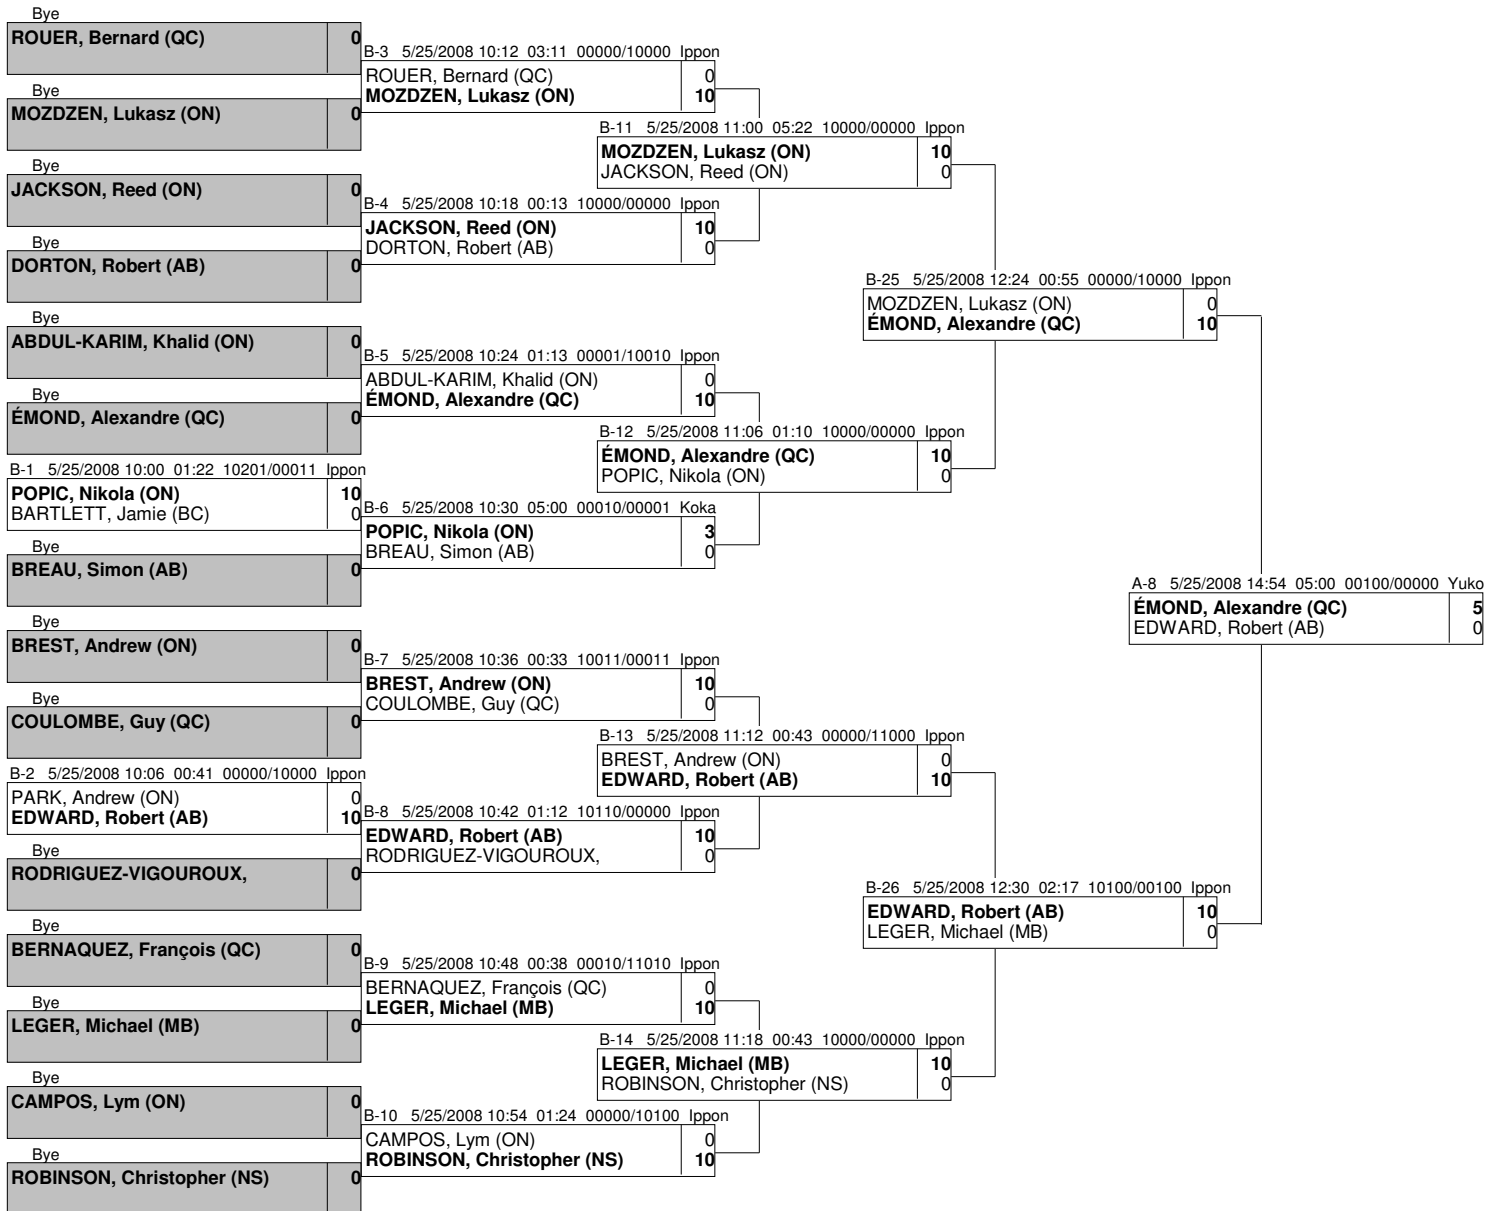 Bye
ROUER, Bernard (QC) 0
Bye
MOZDZEN, Lukasz (ON) 0
Bye
JACKSON, Reed (ON) 0
Bye
DORTON, Robert (AB) 0
Bye
ABDUL-KARIM, Khalid (ON) 0
Bye
ÉMOND, Alexandre (QC) 0
B-1 5/25/2008 10:00 01:22 10201/00011 Ippon
POPIC, Nikola (ON) 10
BARTLETT, Jamie (BC) 0
Bye
BREAU, Simon (AB) 0
Bye
BREST, Andrew (ON) 0
Bye
COULOMBE, Guy (QC) 0
B-2 5/25/2008 10:06 00:41 00000/10000 Ippon
PARK, Andrew (ON) 0
EDWARD, Robert (AB) 10
Bye
RODRIGUEZ-VIGOUROUX, 0
Bye
BERNAQUEZ, François (QC) 0
Bye
LEGER, Michael (MB) 0
Bye
CAMPOS, Lym (ON) 0
Bye
ROBINSON, Christopher (NS) 0
B-3 5/25/2008 10:12 03:11 00000/10000 Ippon
ROUER, Bernard (QC) 0
MOZDZEN, Lukasz (ON) 10
B-4 5/25/2008 10:18 00:13 10000/00000 Ippon
JACKSON, Reed (ON) 10
DORTON, Robert (AB) 0
B-5 5/25/2008 10:24 01:13 00001/10010 Ippon
ABDUL-KARIM, Khalid (ON) 0
ÉMOND, Alexandre (QC) 10
B-6 5/25/2008 10:30 05:00 00010/00001 Koka
POPIC, Nikola (ON) 3
BREAU, Simon (AB) 0
B-7 5/25/2008 10:36 00:33 10011/00011 Ippon
BREST, Andrew (ON) 10
COULOMBE, Guy (QC) 0
B-8 5/25/2008 10:42 01:12 10110/00000 Ippon
EDWARD, Robert (AB) 10
RODRIGUEZ-VIGOUROUX, 0
B-9 5/25/2008 10:48 00:38 00010/11010 Ippon
BERNAQUEZ, François (QC) 0
LEGER, Michael (MB) 10
B-10 5/25/2008 10:54 01:24 00000/10100 Ippon
CAMPOS, Lym (ON) 0
ROBINSON, Christopher (NS) 10
B-11 5/25/2008 11:00 05:22 10000/00000 Ippon
MOZDZEN, Lukasz (ON) 10
JACKSON, Reed (ON) 0
B-12 5/25/2008 11:06 01:10 10000/00000 Ippon
ÉMOND, Alexandre (QC) 10
POPIC, Nikola (ON) 0
B-13 5/25/2008 11:12 00:43 00000/11000 Ippon
BREST, Andrew (ON) 0
EDWARD, Robert (AB) 10
B-14 5/25/2008 11:18 00:43 10000/00000 Ippon
LEGER, Michael (MB) 10
ROBINSON, Christopher (NS) 0
B-25 5/25/2008 12:24 00:55 00000/10000 Ippon
MOZDZEN, Lukasz (ON) 0
ÉMOND, Alexandre (QC) 10
B-26 5/25/2008 12:30 02:17 10100/00100 Ippon
EDWARD, Robert (AB) 10
LEGER, Michael (MB) 0
A-8 5/25/2008 14:54 05:00 00100/00000 Yuko
ÉMOND, Alexandre (QC) 5
EDWARD, Robert (AB) 0